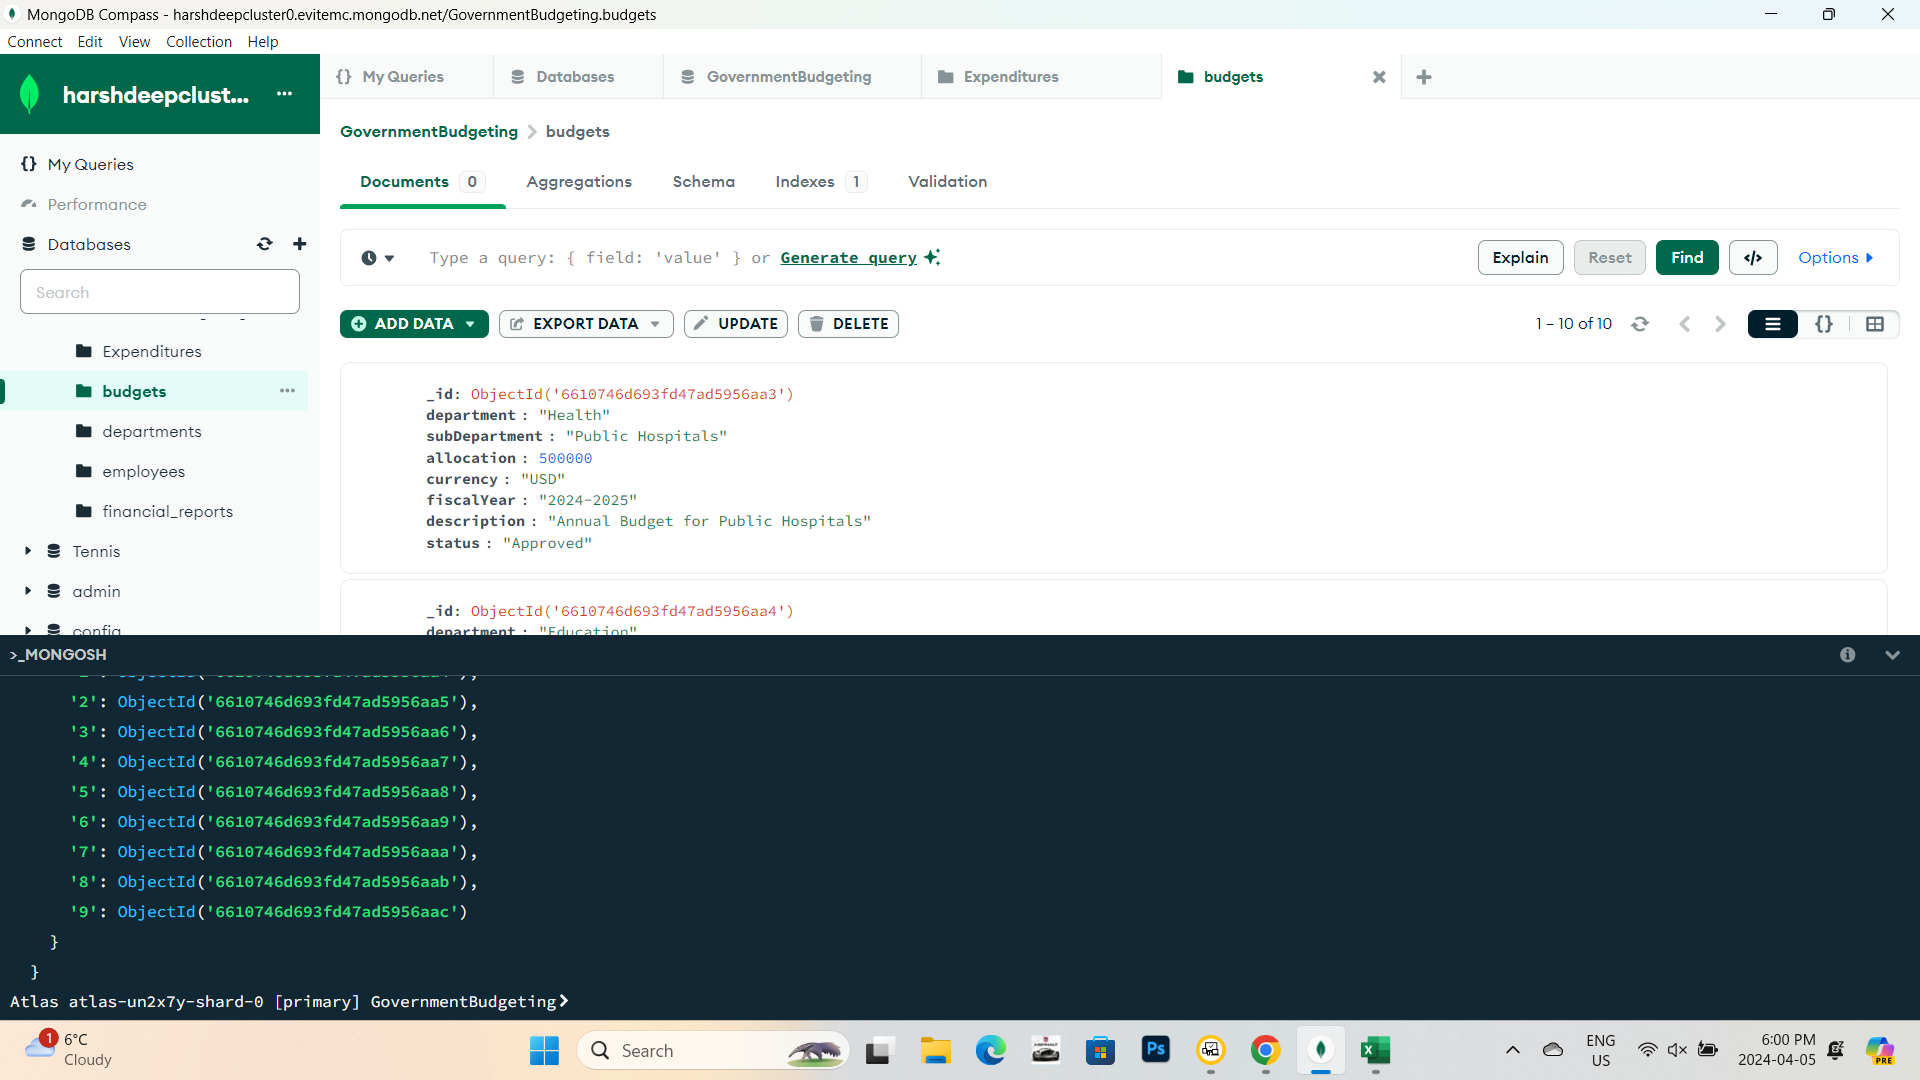 MongoDB Compass - harshdeepcluster0.evitemc.mongodb.net/GovernmentBudgeting.budgets
Connect Edit View Collection Help
harshdeepclust...
My Queries Databases GovernmentBudgeting Expenditures budgets
GovernmentBudgeting > budgets
My Queries
Performance
Databases
Search
Expenditures
budgets
departments
employees
financial_reports
Tennis
admin
config
Documents 0 Aggregations Schema Indexes 1 Validation
Type a query: { field: 'value' } or Generate query
Explain Reset Find </> Options
ADD DATA EXPORT DATA UPDATE DELETE
1 – 10 of 10
_id: ObjectId('6610746d693fd47ad5956aa3')
department : "Health"
subDepartment : "Public Hospitals"
allocation : 500000
currency : "USD"
fiscalYear : "2024-2025"
description : "Annual Budget for Public Hospitals"
status : "Approved"
_id: ObjectId('6610746d693fd47ad5956aa4')
department : "Education"
>_MONGOSH
'2': ObjectId('6610746d693fd47ad5956aa5'),
'3': ObjectId('6610746d693fd47ad5956aa6'),
'4': ObjectId('6610746d693fd47ad5956aa7'),
'5': ObjectId('6610746d693fd47ad5956aa8'),
'6': ObjectId('6610746d693fd47ad5956aa9'),
'7': ObjectId('6610746d693fd47ad5956aaa'),
'8': ObjectId('6610746d693fd47ad5956aab'),
'9': ObjectId('6610746d693fd47ad5956aac')
}
}
Atlas atlas-un2x7y-shard-0 [primary] GovernmentBudgeting>
1
6°C
Cloudy
Search
Ps
PRE
ENG
US
6:00 PM
2024-04-05